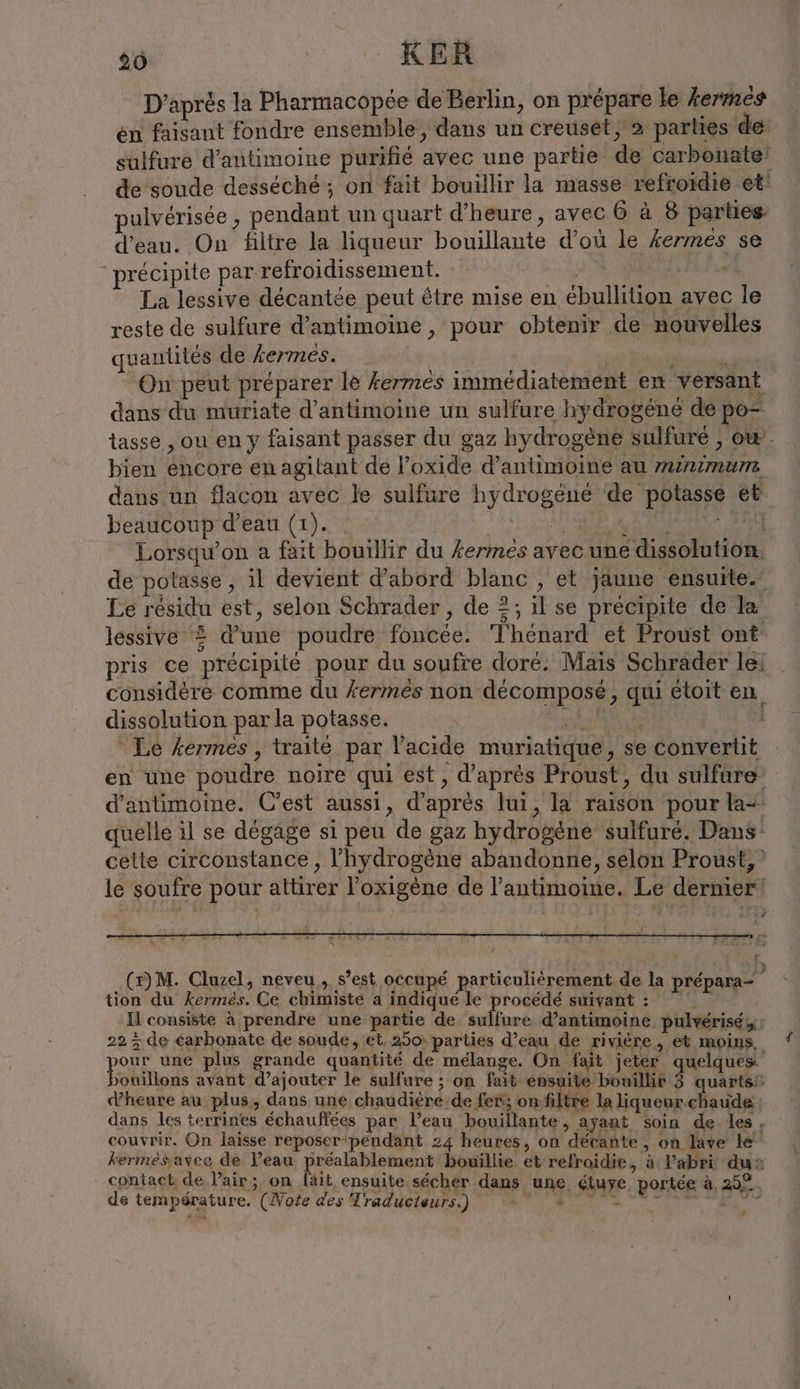 20 KER
D'après la Pharmacopée de Berlin, on prépare le kermès
en faisant fondre ensemble, dans un creuset, 2 parties de
sulfure d'antimoine purifié avec une partie de carbonate
de soude desséché; on fait bouillir la masse refroidie et
pulvérisée, pendant un quart d'heure, avec 6 à 8 parties
d'eau. On filtre la liqueur bouillante d'où le kermès se
précipite par refroidissement.
La lessive décantée peut être mise en ébullition avec le
reste de sulfure d'antimoine, pour obtenir de nouvelles
quantités de kermès.
On peut préparer le kermès immédiatement en versant
dans du muriate d'antimoine un sulfure hydrogéné de po-
tasse, ou en y faisant passer du gaz hydrogène sulfuré, ou
bien encore en agitant de l'oxide d'antimoine au minimum
dans un flacon avec le sulfure hydrogéné de potasse et
beaucoup d'eau (1).
Lorsqu'on a fait bouillir du kermès avec une dissolution
de potasse, il devient d'abord blanc, et jaune ensuite.
Le résidu est, selon Schrader, de ; il se précipite de la
lessive d'une poudre foncée. Thénard et Proust ont
pris ce précipité pour du soufre doré. Mais Schrader le
considère comme du kermès non décomposé, qui étoit en
dissolution par la potasse.
Le kermès, traité par l'acide muriatique, se convertit
en une poudre noire qui est, d'après Proust, du sulfure
d'antimoine. C'est aussi, d'après lui, la raison pour la-
quelle il se dégage si peu de gaz hydrogène sulfuré. Dans
cette circonstance, l'hydrogène abandonne, selon Proust,
le soufre pour attirer l'oxigène de l'antimoine. Le dernier
(1) M. Cluzel, neveu, s'est occupé particulièrement de la prépara-
tion du kermès. Ce chimiste a indiqué le procédé suivant :
Il consiste à prendre une partie de sulfure d'antimoine pulvérisé,
22 de carbonate de soude, et 250 parties d'eau de rivière, et moins,
pour une plus grande quantité de mélange. On fait jeter quelques
bouillons avant d'ajouter le sulfure; on fait ensuite bouillir 3 quarts
d'heure au plus, dans une chaudière de fer; on filtre la liqueur chaude
dans les terrines échauffées par l'eau bouillante, ayant soin de les
couvrir. On laisse reposer pendant 24 heures, on décante, on lave le
kermès avec de l'eau préalablement bouillie et refroidie, à l'abri du
contact de l'air; on fait ensuite sécher dans une étuve portée à 25°
de température. (Note des Traducteurs.)